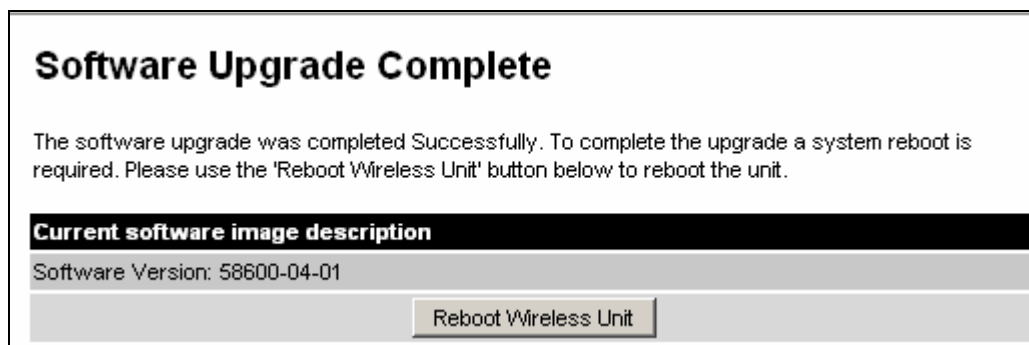 Software Upgrade Complete
The software upgrade was completed Successfully. To complete the upgrade a system reboot is
required. Please use the 'Reboot Wireless Unit' button below to reboot the unit.
Current software image description
Software Version: 58600-04-01
Reboot Wireless Unit